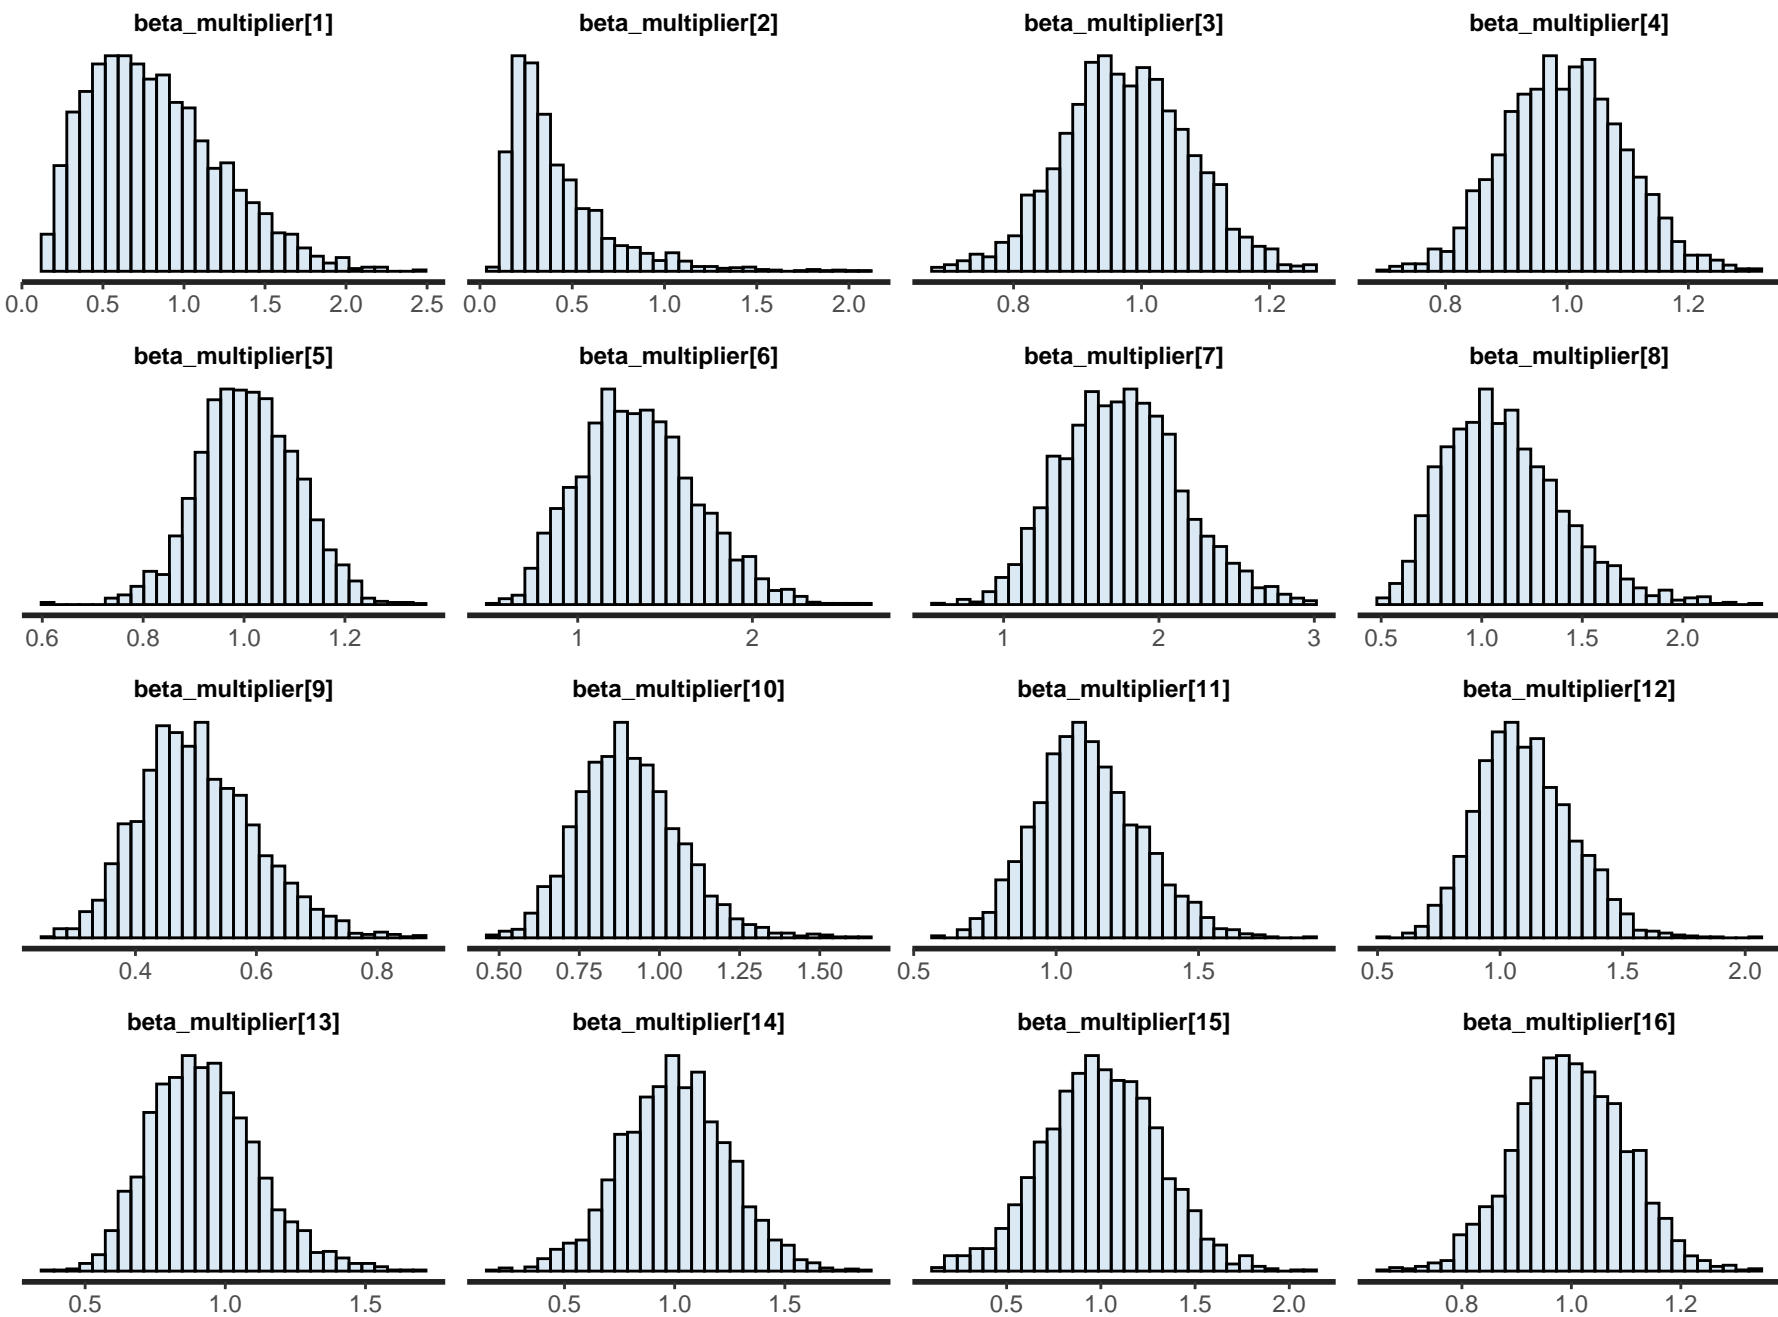 beta_multiplier[1] beta_multiplier[2] beta_multiplier[3] beta_multiplier[4]
0.0 0.5 1.0 1.5 2.0 2.5 0.0 0.5 1.0 1.5 2.0 0.8 1.0 1.2 0.8 1.0 1.2
beta_multiplier[5] beta_multiplier[6] beta_multiplier[7] beta_multiplier[8]
0.6 0.8 1.0 1.2 1 2 1 2 3 0.5 1.0 1.5 2.0
beta_multiplier[9] beta_multiplier[10] beta_multiplier[11] beta_multiplier[12]
0.4 0.6 0.8 0.50 0.75 1.00 1.25 1.50 0.5 1.0 1.5 0.5 1.0 1.5 2.0
beta_multiplier[13] beta_multiplier[14] beta_multiplier[15] beta_multiplier[16]
0.5 1.0 1.5 0.5 1.0 1.5 0.5 1.0 1.5 2.0 0.8 1.0 1.2